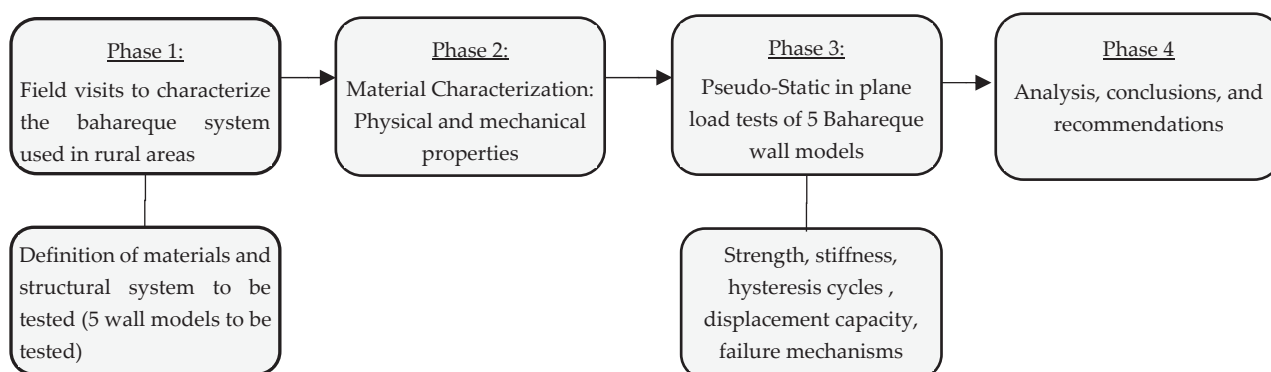 Phase 1:
Field visits to characterize
the bahareque system
used in rural areas
Phase 2:
Material Characterization:
Physical and mechanical
properties
Phase 3:
Pseudo-Static in plane
load tests of 5 Bahareque
wall models
Phase 4
Analysis, conclusions, and
recommendations
Definition of materials and
structural system to be
tested (5 wall models to be
tested)
Strength, stiffness,
hysteresis cycles ,
displacement capacity,
failure mechanisms